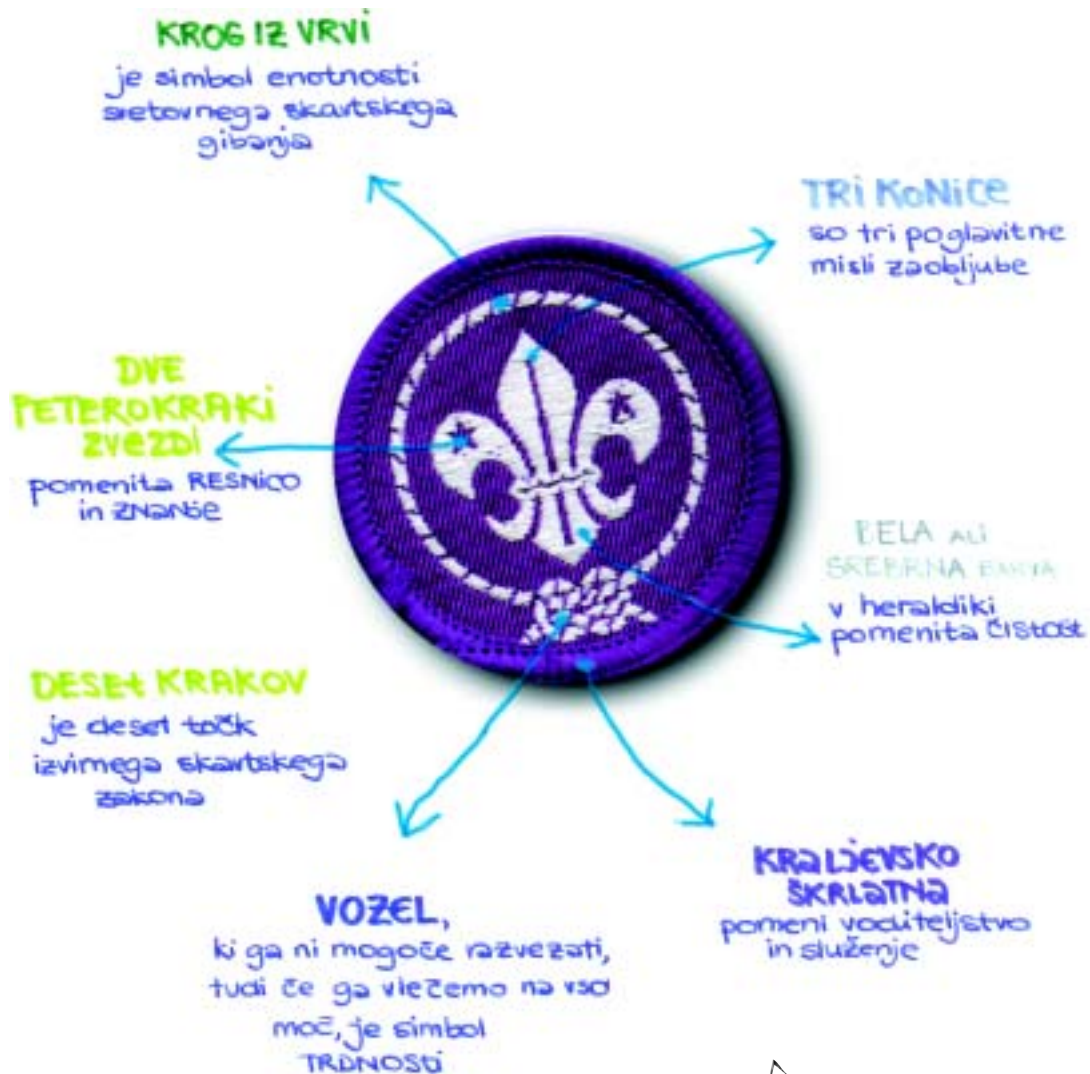 KROG IZ VRVI
je simbol enotnosti
svetovnega skavtskega
gibanja
TRI KONICE
so tri poglavitne
misli zaobljube
DVE
PETEROKRAKI
ZVEZDI
pomenita RESNICO
in ZNANJE
BELA ALI
SREBRNA BARVA
v heraldiki
pomenita ČISTOST
DESET KRAKOV
je deset točk
izvirnega skavtskega
zakona
KRALJEVSKO
ŠKRLATNA
pomeni voditeljstvo
in služenje
VOZEL,
ki ga ni mogoče razvezati,
tudi če ga vlečemo na vso
moč, je simbol
TRDNOSTI